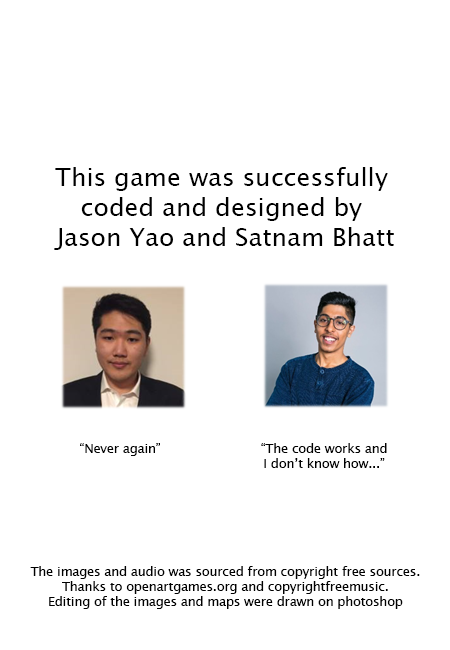 This game was successfully
coded and designed by
Jason Yao and Satnam Bhatt
“Never again”
“The code works and
I don’t know how...”
The images and audio was sourced from copyright free sources.
Thanks to openartgames.org and copyrightfreemusic.
Editing of the images and maps were drawn on photoshop